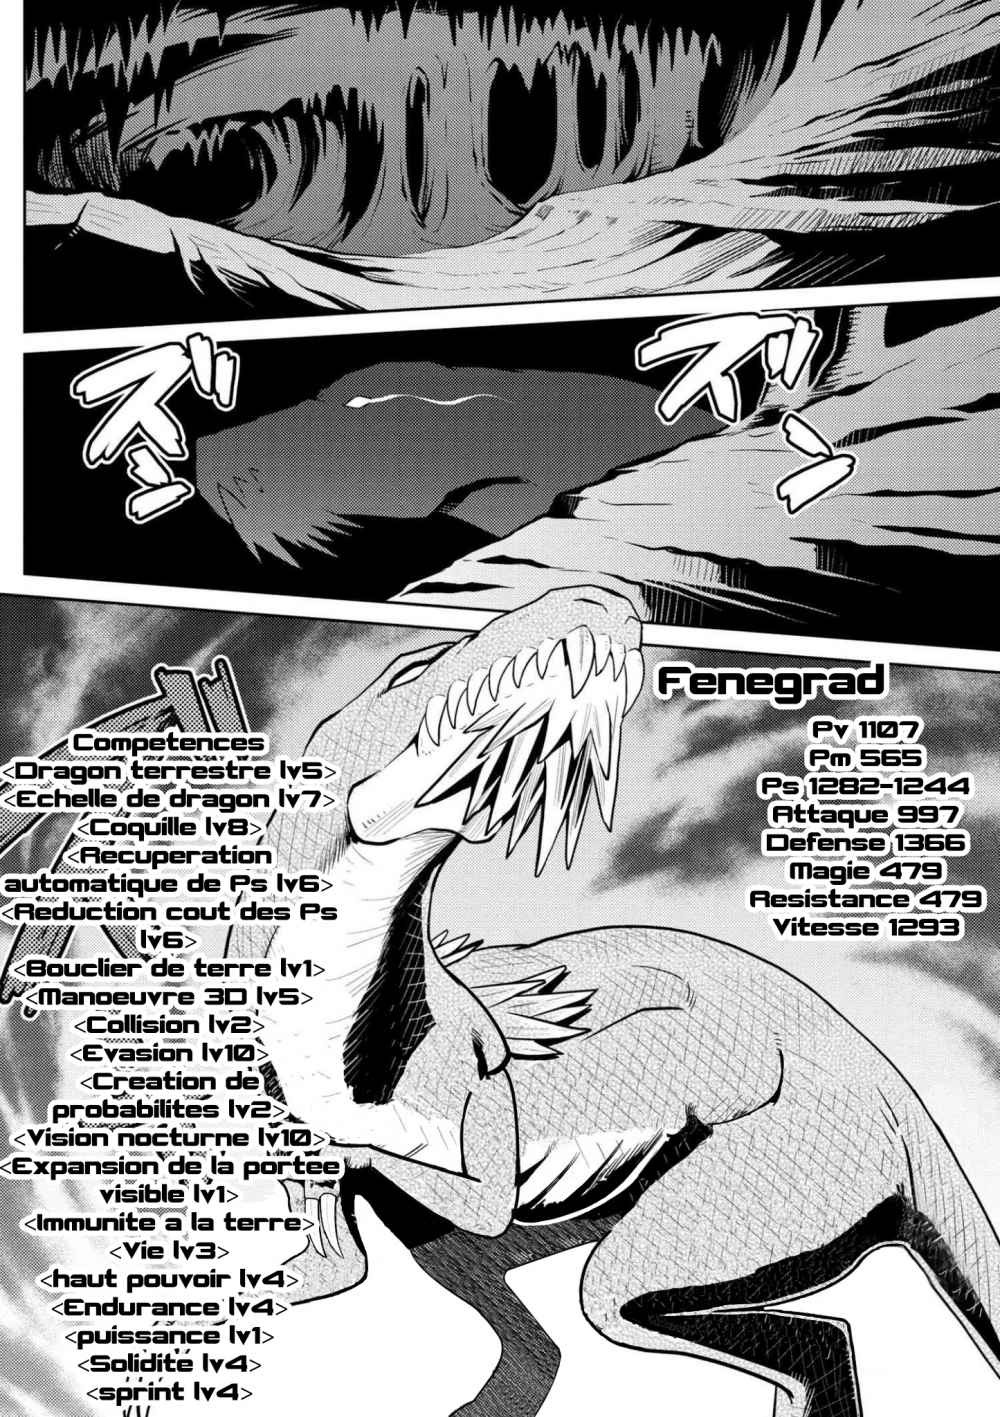 ズズ
ズズ
Fenegrad
Pv 1107
Pm 565
Ps 1282-1244
Attaque 997
Defense 1366
Magie 479
Resistance 479
Vitesse 1293
Competences
<Dragon terrestre lv5>
<Echelle de dragon lv7>
<Coquille lv8>
<Recuperation
automatique de Ps lv6>
<Reduction cout des Ps
lv6>
<Bouclier de terre lv1>
<Manoeuvre 3D lv5>
<Collision lv2>
<Evasion lv10>
<Creation de
probabilites lv2>
<Vision nocturne lv10>
<Expansion de la portee
visible lv1>
<Immunite a la terre>
<Vie lv3>
<haut pouvoir lv4>
<Endurance lv4>
<puissance lv1>
<Solidite lv4>
<sprint lv4>